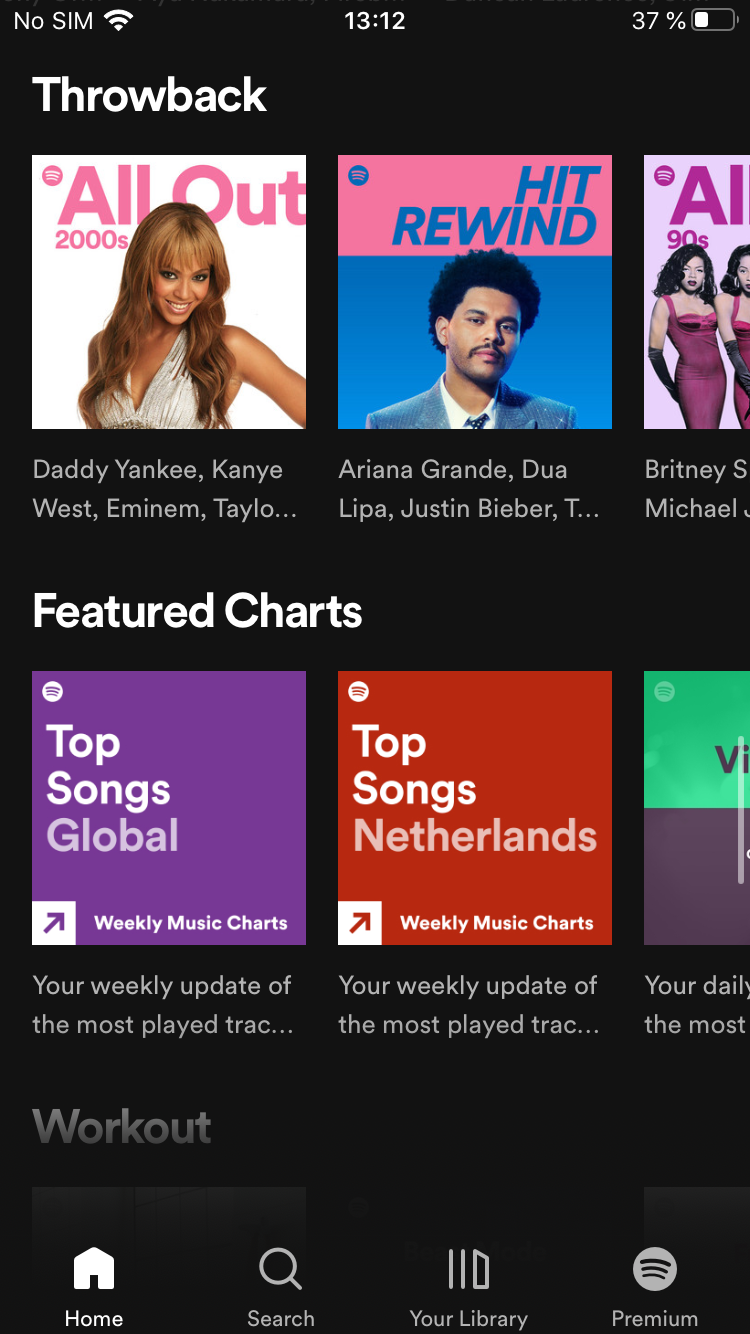 No SIM 13:12 37 %
Throwback
All Out
2000s
HIT
REWIND
All
90s
Daddy Yankee, Kanye
West, Eminem, Taylo...
Ariana Grande, Dua
Lipa, Justin Bieber, T...
Britney S
Michael J
Featured Charts
Top
Songs
Global
Weekly Music Charts
Top
Songs
Netherlands
Weekly Music Charts
Vi
Your weekly update of
the most played trac...
Your weekly update of
the most played trac...
Your daily
the most
Workout
Home
Search
Your Library
Premium